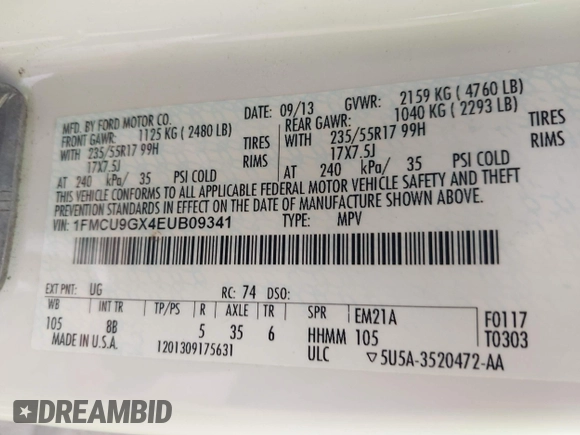 MFD. BY FORD MOTOR CO.
DATE: 09/13 GVWR: 2159 KG ( 4760 LB)
FRONT GAWR: 1125 KG ( 2480 LB) REAR GAWR: 1040 KG ( 2293 LB)
WITH 235/55R17 99H TIRES WITH 235/55R17 99H TIRES
17X7.5J RIMS 17X7.5J RIMS
AT 240 kPa/ 35 PSI COLD AT 240 kPa/ 35 PSI COLD
THIS VEHICLE CONFORMS TO ALL APPLICABLE FEDERAL MOTOR VEHICLE SAFETY AND THEFT
PREVENTION STANDARDS IN EFFECT ON THE DATE OF MANUFACTURE SHOWN ABOVE.
VIN: 1FMCU9GX4EUB09341 TYPE: MPV
EXT PNT: UG RC: 74 DSO:
WB INT TR TP/PS R AXLE TR SPR EM21A F0117
105 8B 5 35 6 HHMM 105 T0303
MADE IN U.S.A. 1201309175631 ULC ▽5U5A-3520472-AA
DREAMBID